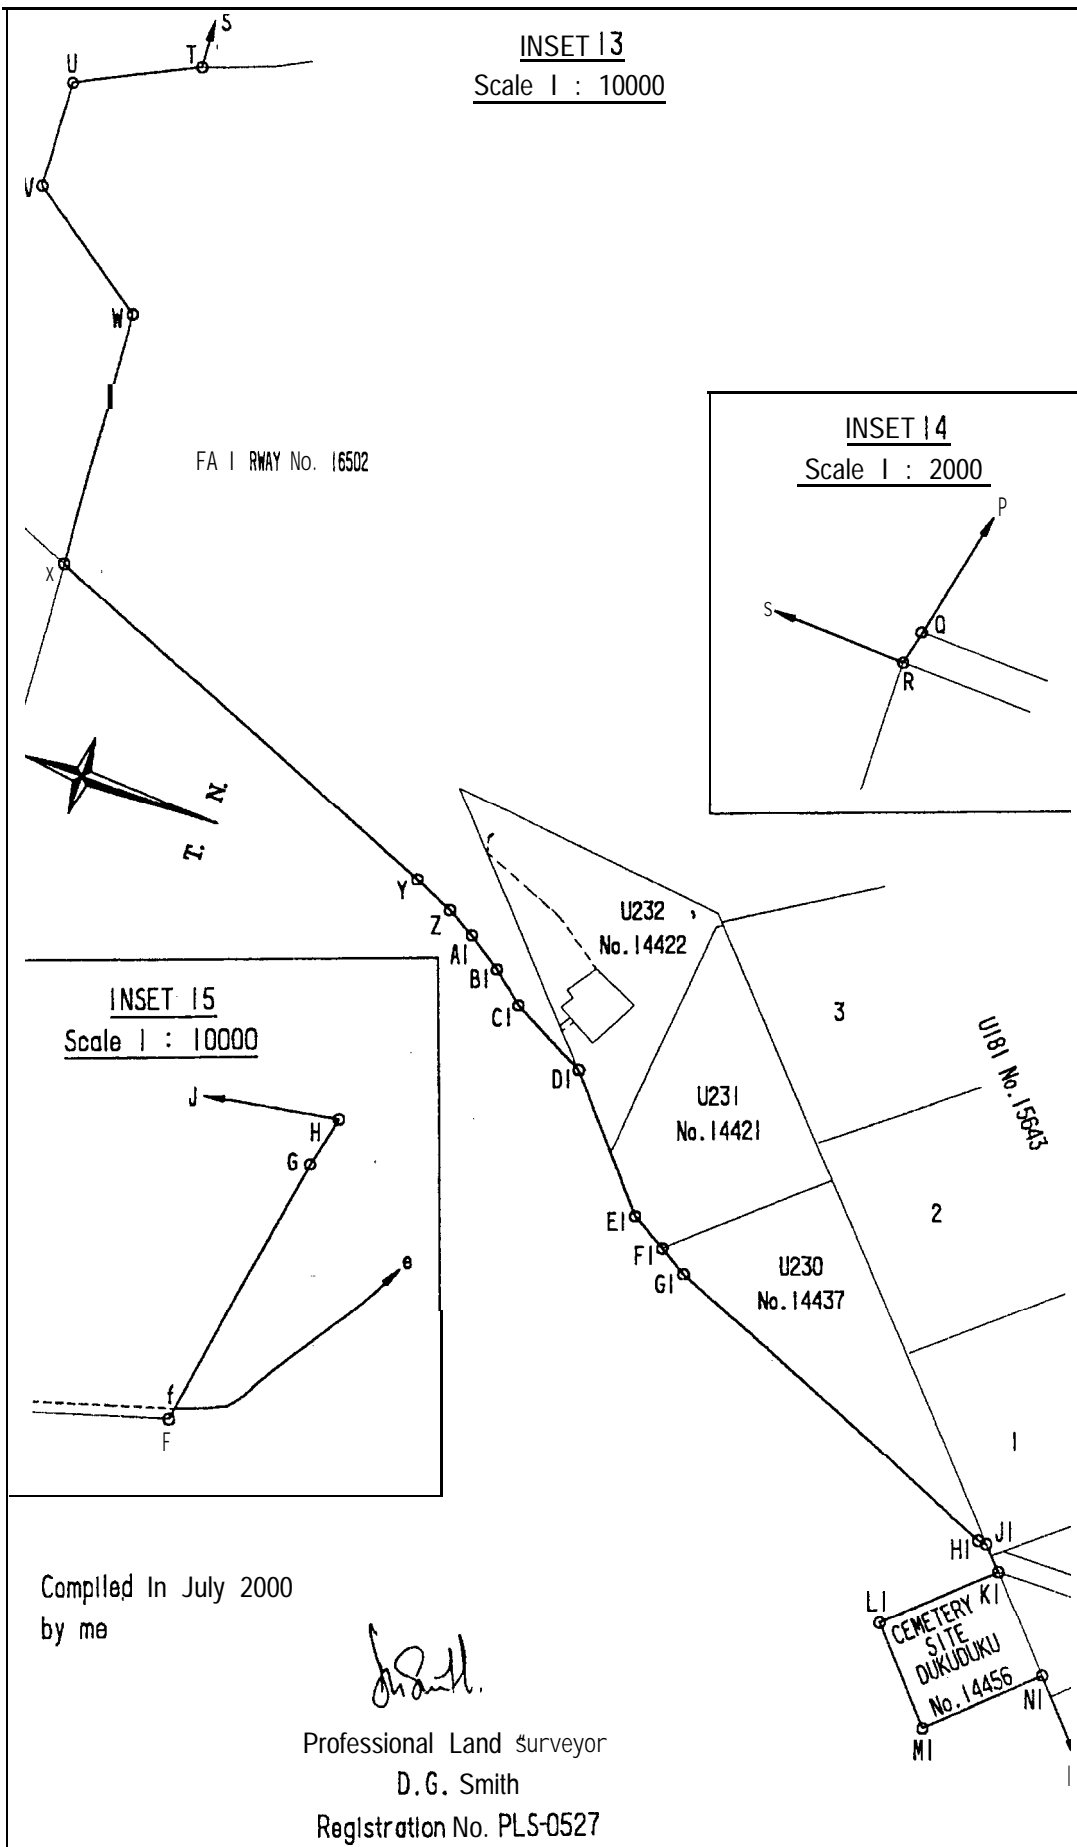 INSET 13
Scale 1 : 10000
S
T
U
V
W
I
FAIRWAY No. 16502
X
INSET 14
Scale 1 : 2000
P
S
Q
R
T. N.
Y
Z
A1
B1
C1
D1
U232
No.14422
3
U181 No.15643
U231
No.14421
2
E1
F1
G1
U230
No.14437
1
INSET 15
Scale 1 : 10000
J
H
G
e
f
F
H1
J1
K1
L1
CEMETERY
SITE
DUKUDUKU
No.14456
N1
M1
Compiled In July 2000
by me
Professional Land surveyor
D.G. Smith
Registration No. PLS-0527